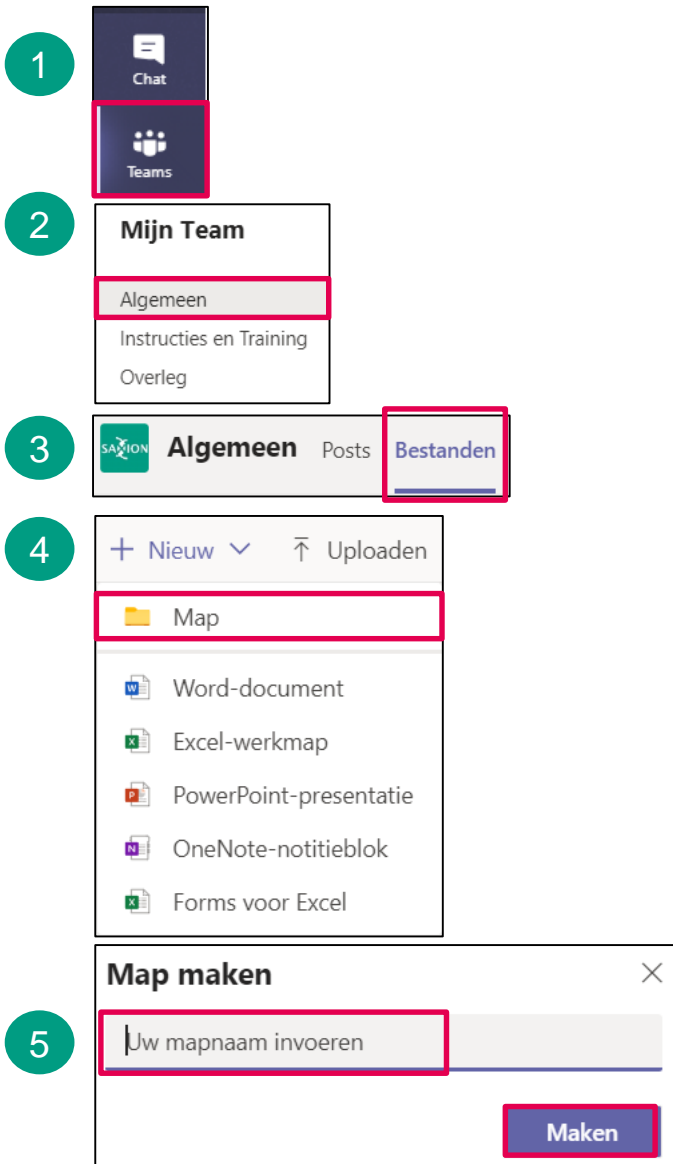 1
Chat
Teams
2
Mijn Team
Algemeen
Instructies en Training
Overleg
3
SAXION Algemeen Posts Bestanden
4
+ Nieuw Uploaden
Map
Word-document
Excel-werkmap
PowerPoint-presentatie
OneNote-notitieblok
Forms voor Excel
Map maken
5
Uw mapnaam invoeren
Maken